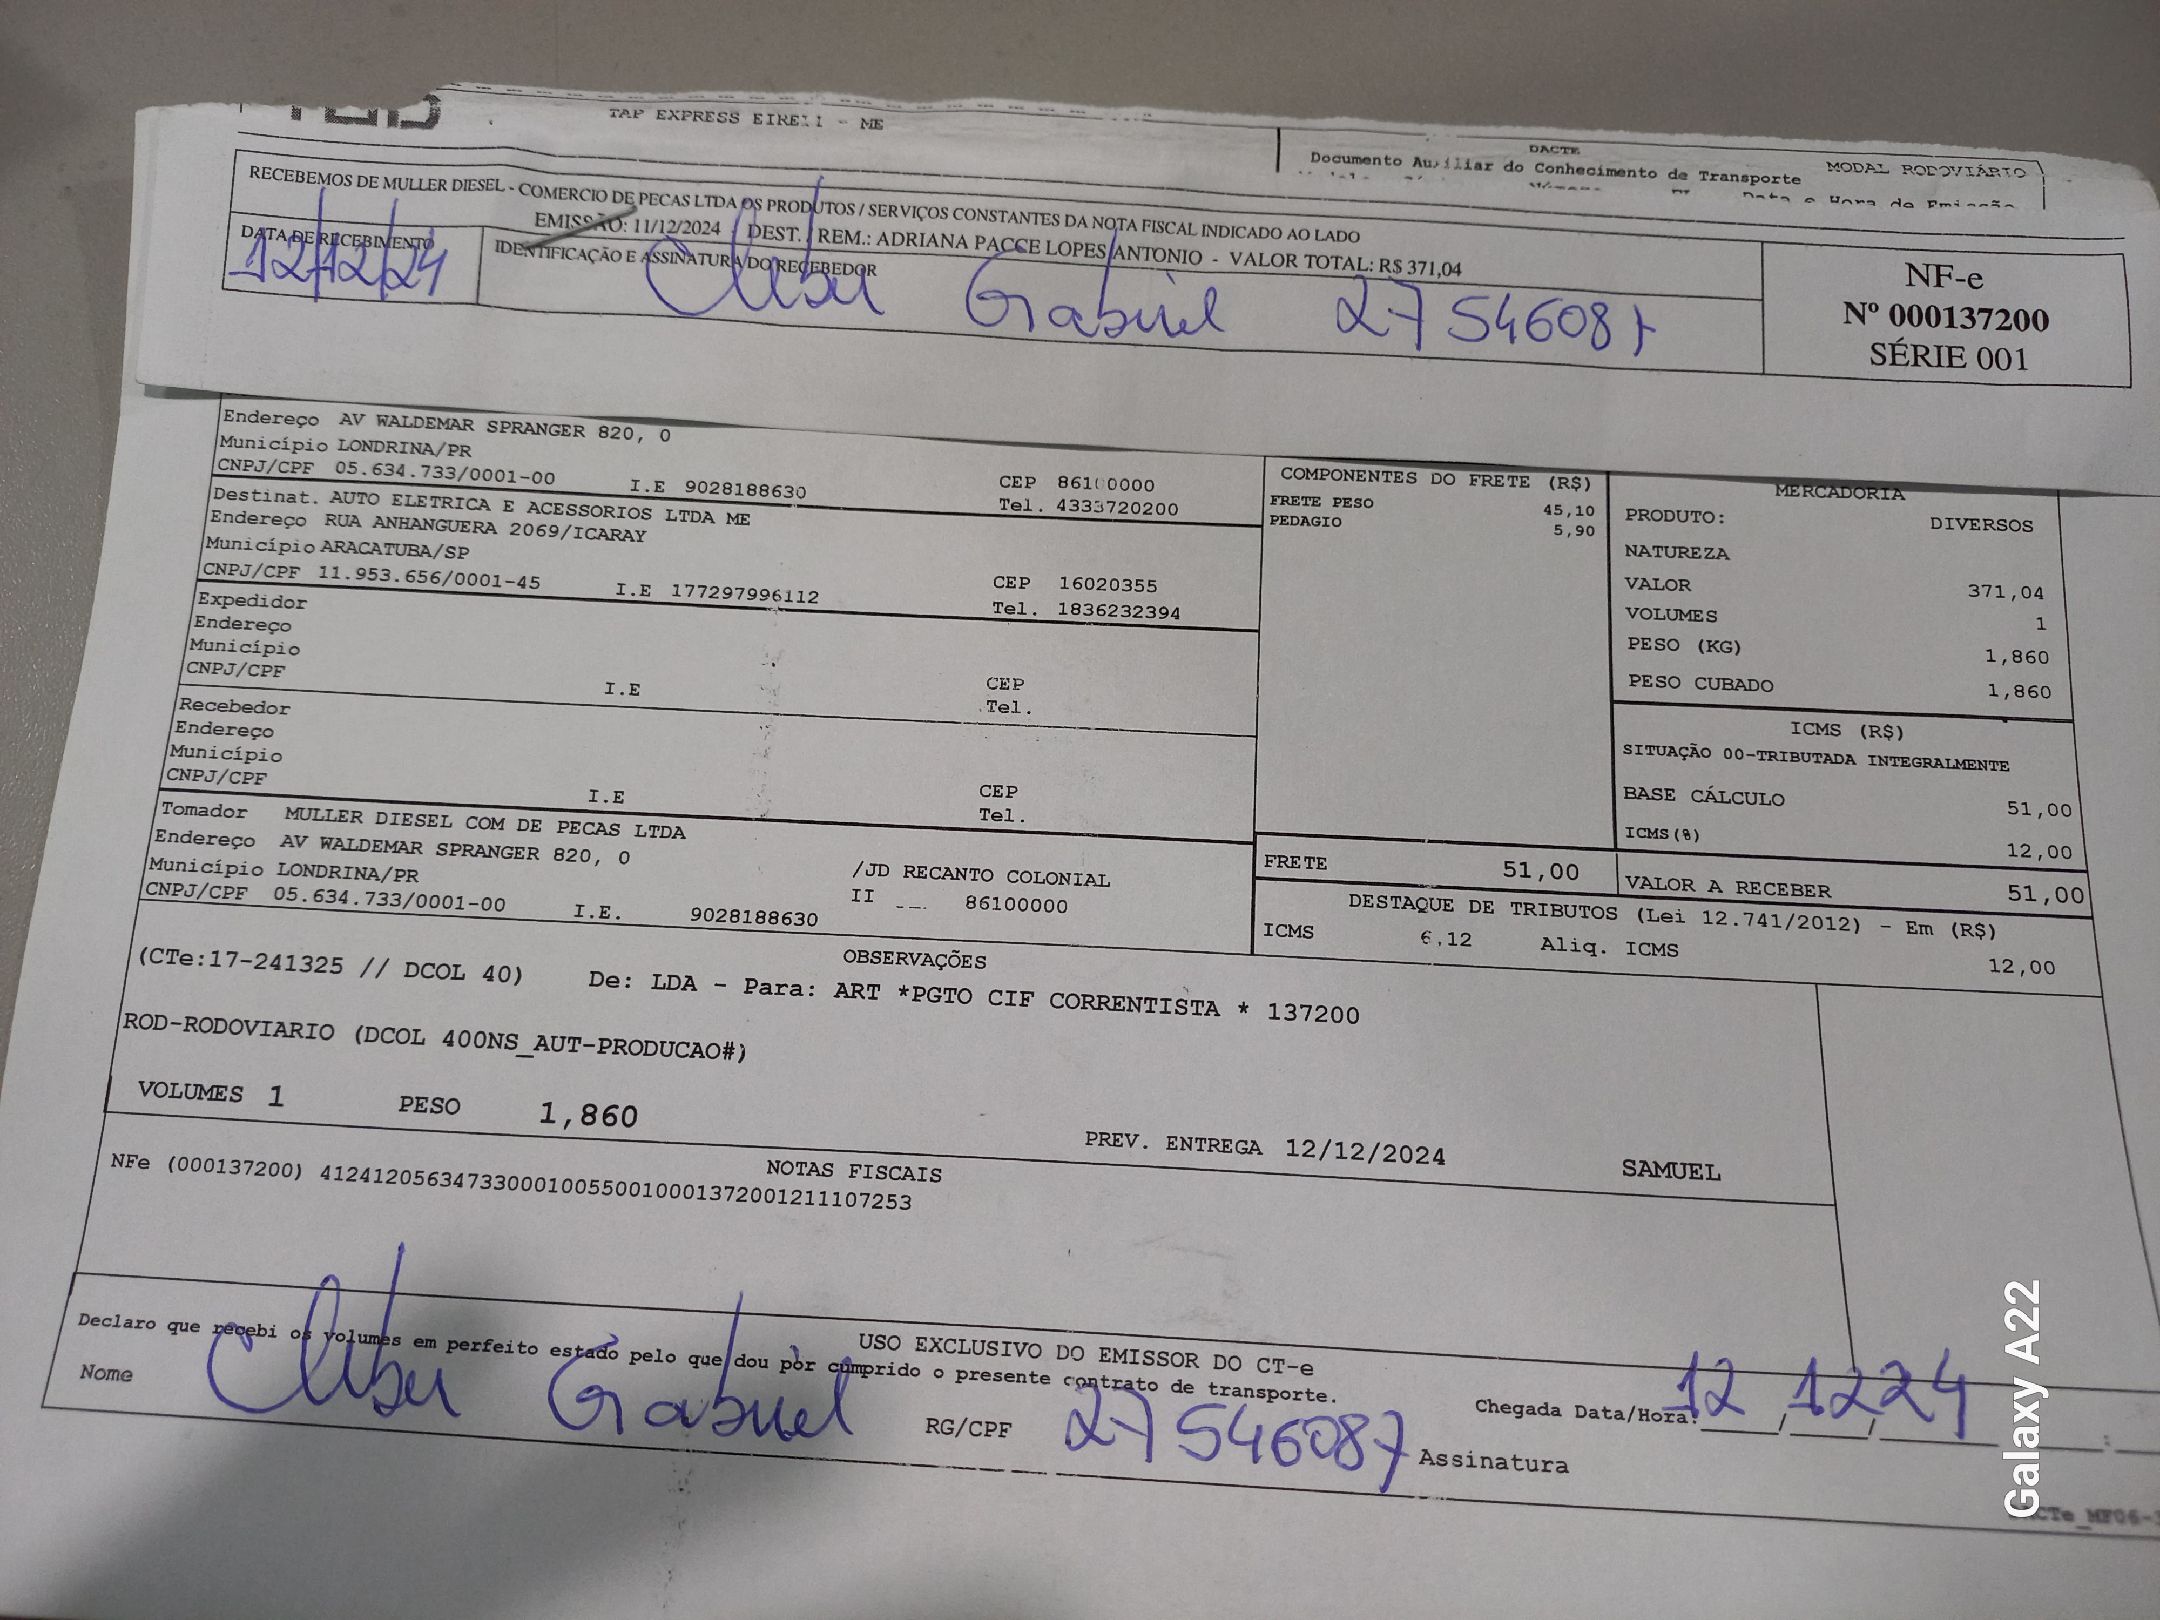 TAP EXPRESS EIRELI - ME
DACTE
Documento Auxiliar do Conhecimento de Transporte
MODAL RODOVIÁRIO
Data e Hora de Emissão
RECEBEMOS DE MULLER DIESEL - COMERCIO DE PECAS LTDA OS PRODUTOS / SERVIÇOS CONSTANTES DA NOTA FISCAL INDICADO AO LADO
EMISSÃO: 11/12/2024 DEST. / REM.: ADRIANA PACCE LOPES ANTONIO - VALOR TOTAL: R$ 371,04
DATA DE RECEBIMENTO
12/12/24
IDENTIFICAÇÃO E ASSINATURA DO RECEBEDOR
Gabriel 27546087
NF-e
Nº 000137200
SÉRIE 001
Endereço AV WALDEMAR SPRANGER 820, 0
Município LONDRINA/PR
CNPJ/CPF 05.634.733/0001-00 I.E 9028188630
CEP 86100000
Tel. 4333720200
Destinat. AUTO ELETRICA E ACESSORIOS LTDA ME
Endereço RUA ANHANGUERA 2069/ICARAY
Município ARACATUBA/SP
CNPJ/CPF 11.953.656/0001-45 I.E 177297996112
CEP 16020355
Tel. 1836232394
Expedidor
Endereço
Município
CNPJ/CPF I.E
CEP
Tel.
Recebedor
Endereço
Município
CNPJ/CPF I.E
CEP
Tel.
Tomador MULLER DIESEL COM DE PECAS LTDA
Endereço AV WALDEMAR SPRANGER 820, 0 /JD RECANTO COLONIAL
Município LONDRINA/PR II 86100000
CNPJ/CPF 05.634.733/0001-00 I.E. 9028188630
COMPONENTES DO FRETE (R$)
FRETE PESO 45,10
PEDAGIO 5,90
MERCADORIA
PRODUTO: DIVERSOS
NATUREZA
VALOR 371,04
VOLUMES 1
PESO (KG) 1,860
PESO CUBADO 1,860
ICMS (R$)
SITUAÇÃO 00-TRIBUTADA INTEGRALMENTE
BASE CÁLCULO 51,00
ICMS(%) 12,00
FRETE 51,00
VALOR A RECEBER 51,00
DESTAQUE DE TRIBUTOS (Lei 12.741/2012) - Em (R$)
ICMS 6,12 Aliq. ICMS 12,00
OBSERVAÇÕES
(CTe:17-241325 // DCOL 40) De: LDA - Para: ART *PGTO CIF CORRENTISTA * 137200
ROD-RODOVIARIO (DCOL 400NS_AUT-PRODUCAO#)
VOLUMES 1 PESO 1,860
PREV. ENTREGA 12/12/2024 SAMUEL
NOTAS FISCAIS
NFe (000137200) 41241205634733000100550010001372001211107253
USO EXCLUSIVO DO EMISSOR DO CT-e
Declaro que recebi os volumes em perfeito estado pelo que dou por cumprido o presente contrato de transporte.
Nome Gabriel RG/CPF 27546087 Assinatura
Chegada Data/Hora: 12/12/24
Galaxy A22